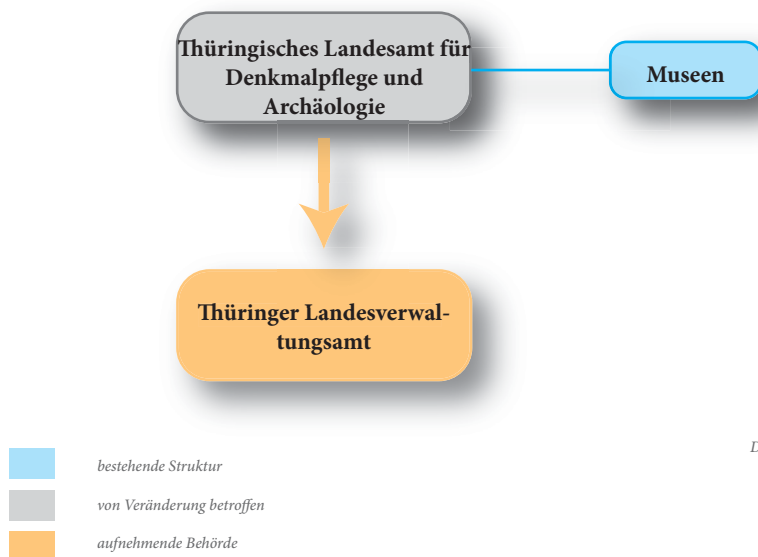 Thüringisches Landesamt für
Denkmalpflege und
Archäologie
Museen
Thüringer Landesverwal-
tungsamt
D
bestehende Struktur
von Veränderung betroffen
aufnehmende Behörde